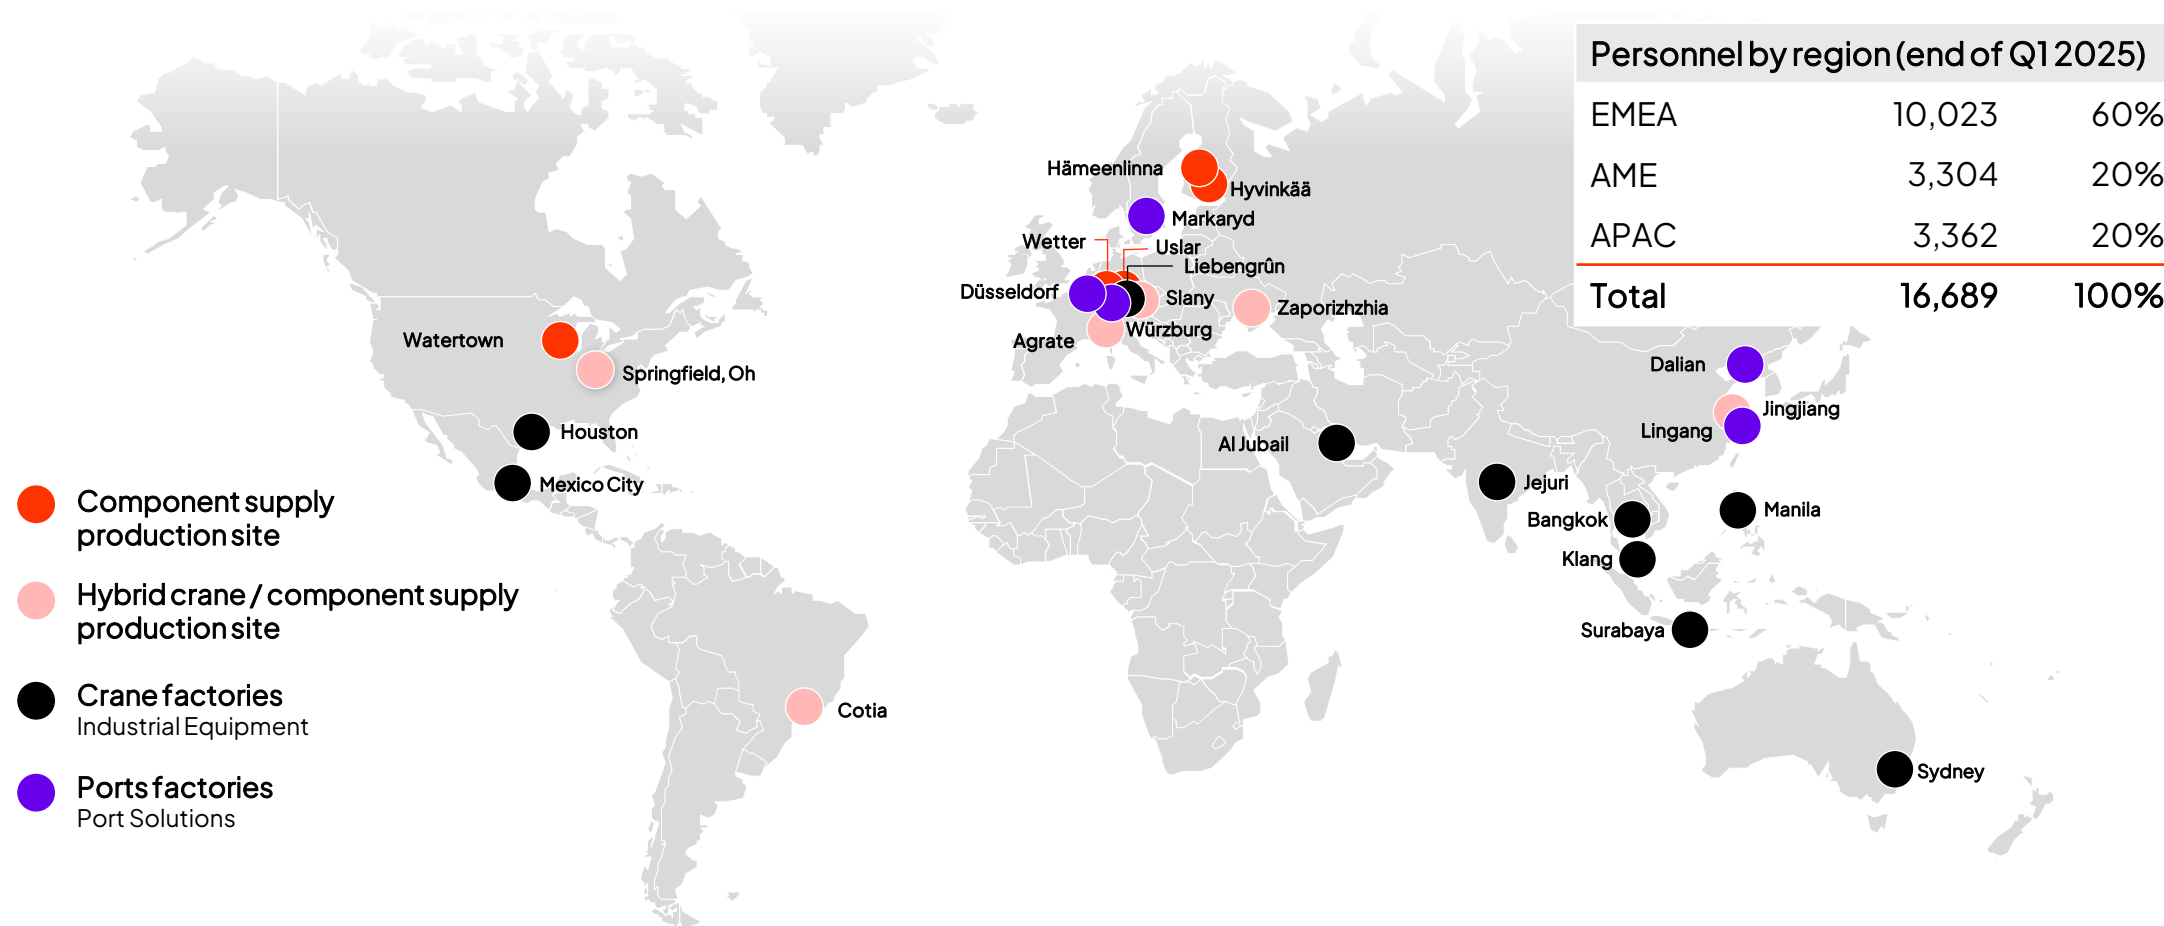 Personnel by region (end of Q1 2025)
EMEA 10,023 60%
AME 3,304 20%
APAC 3,362 20%
Total 16,689 100%
Hämeenlinna
Hyvinkää
Markaryd
Wetter
Uslar
Liebengrûn
Düsseldorf
Slany
Zaporizhzhia
Würzburg
Agrate
Watertown
Springfield, Oh
Houston
Mexico City
Cotia
Al Jubail
Dalian
Jingjiang
Lingang
Jejuri
Bangkok
Manila
Klang
Surabaya
Sydney
Component supply
production site
Hybrid crane / component supply
production site
Crane factories
Industrial Equipment
Ports factories
Port Solutions